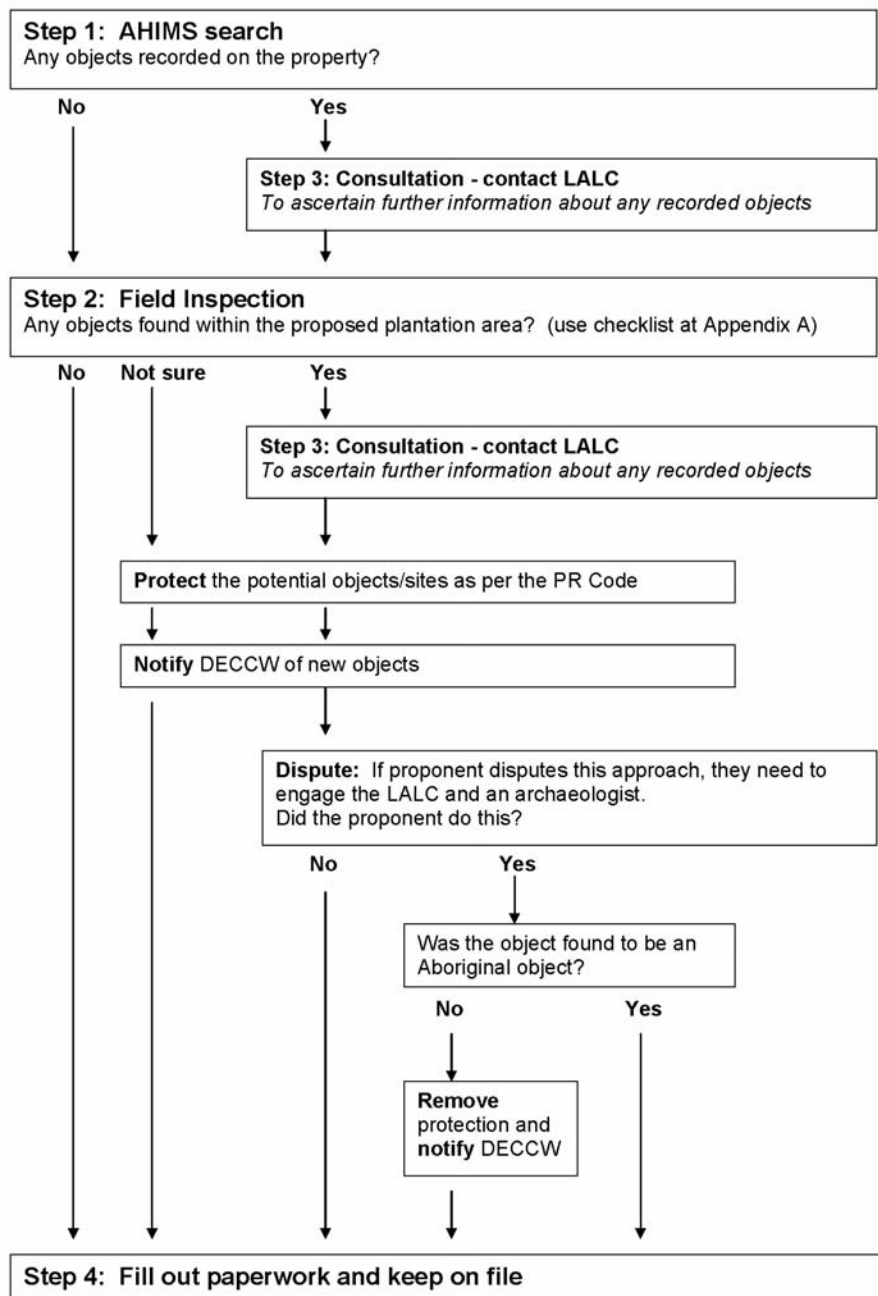 Step 1: AHIMS search
Any objects recorded on the property?
No Yes
Step 3: Consultation - contact LALC
To ascertain further information about any recorded objects
Step 2: Field Inspection
Any objects found within the proposed plantation area? (use checklist at Appendix A)
No Not sure Yes
Step 3: Consultation - contact LALC
To ascertain further information about any recorded objects
Protect the potential objects/sites as per the PR Code
Notify DECCW of new objects
Dispute: If proponent disputes this approach, they need to
engage the LALC and an archaeologist.
Did the proponent do this?
No Yes
Was the object found to be an
Aboriginal object?
No Yes
Remove
protection and
notify DECCW
Step 4: Fill out paperwork and keep on file